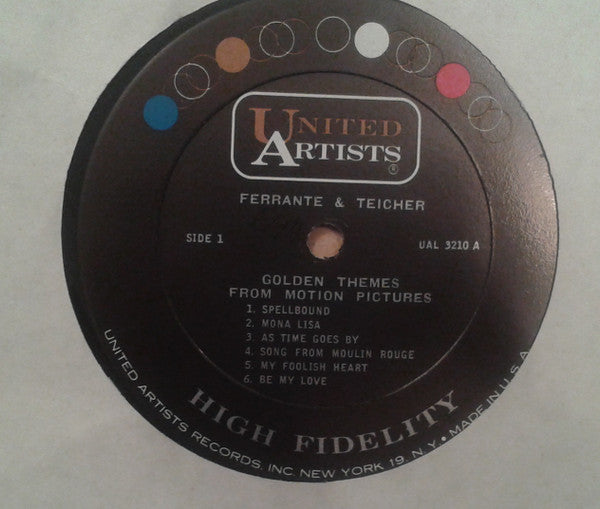 UNITED
ARTISTS
®
FERRANTE & TEICHER
SIDE 1
UAL 3210 A
GOLDEN THEMES
FROM MOTION PICTURES
1. SPELLBOUND
2. MONA LISA
3. AS TIME GOES BY
4. SONG FROM MOULIN ROUGE
5. MY FOOLISH HEART
6. BE MY LOVE
HIGH FIDELITY
UNITED ARTISTS RECORDS, INC. NEW YORK 19, N.Y. • MADE IN U.S.A.